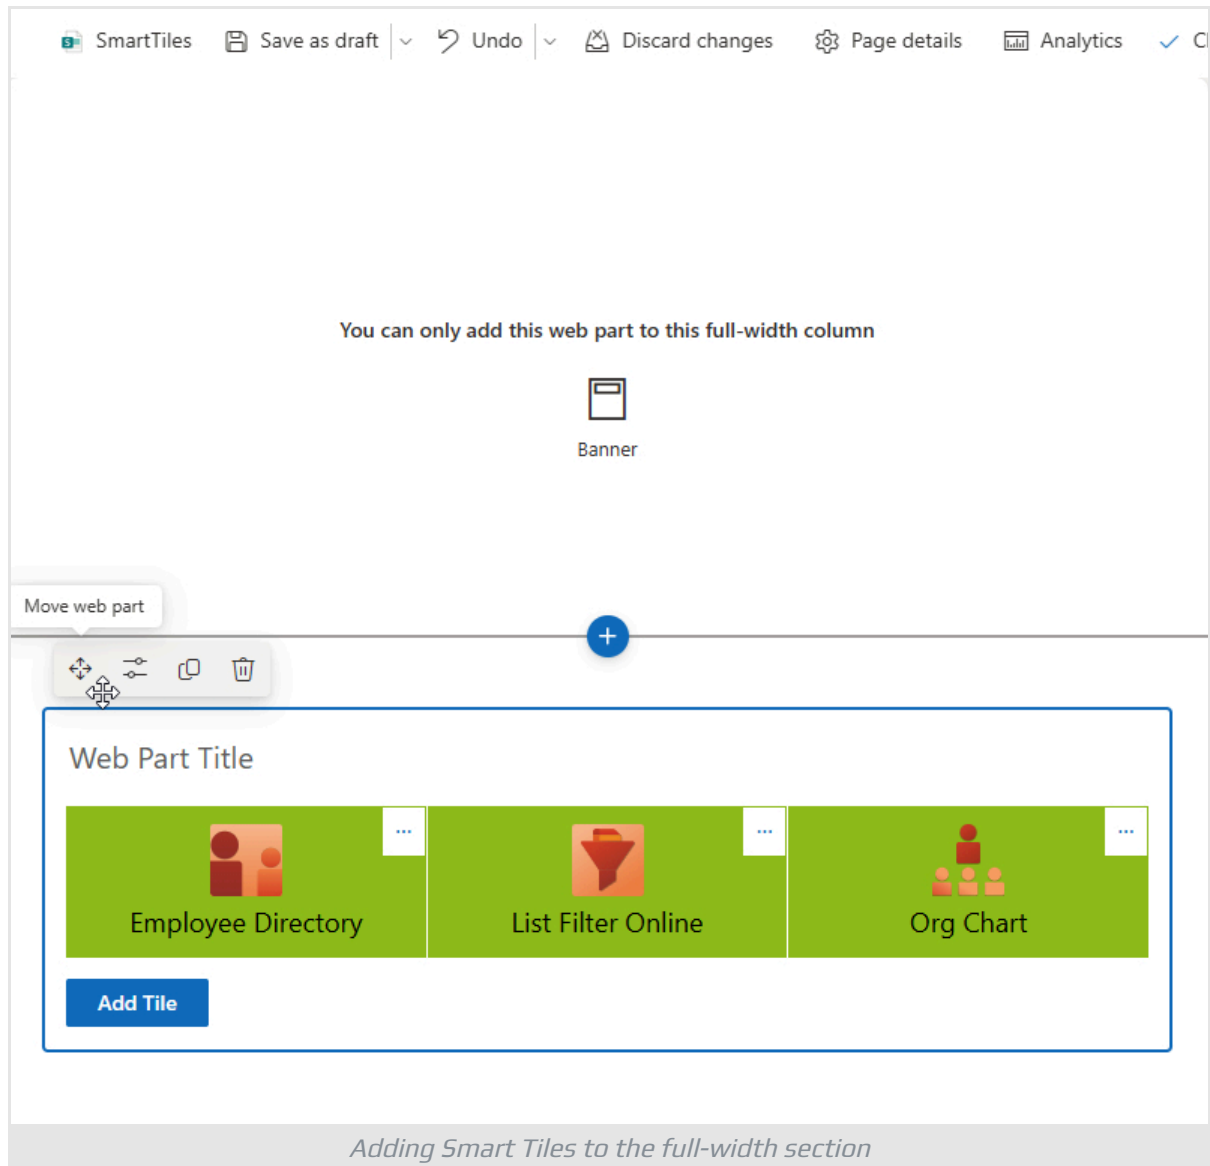 SmartTiles Save as draft Undo Discard changes Page details Analytics
You can only add this web part to this full-width column
Banner
Move web part
Web Part Title
Employee Directory List Filter Online Org Chart
Add Tile
Adding Smart Tiles to the full-width section